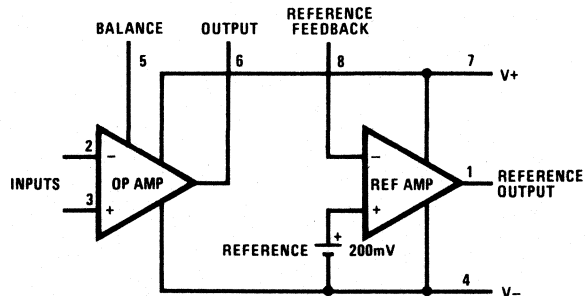 BALANCE
OUTPUT
REFERENCE
FEEDBACK
5
6
8
7
V+
2
−
OP AMP
INPUTS
3
+
−
REF AMP
+
1
REFERENCE
OUTPUT
REFERENCE
+
200mV
4
V−